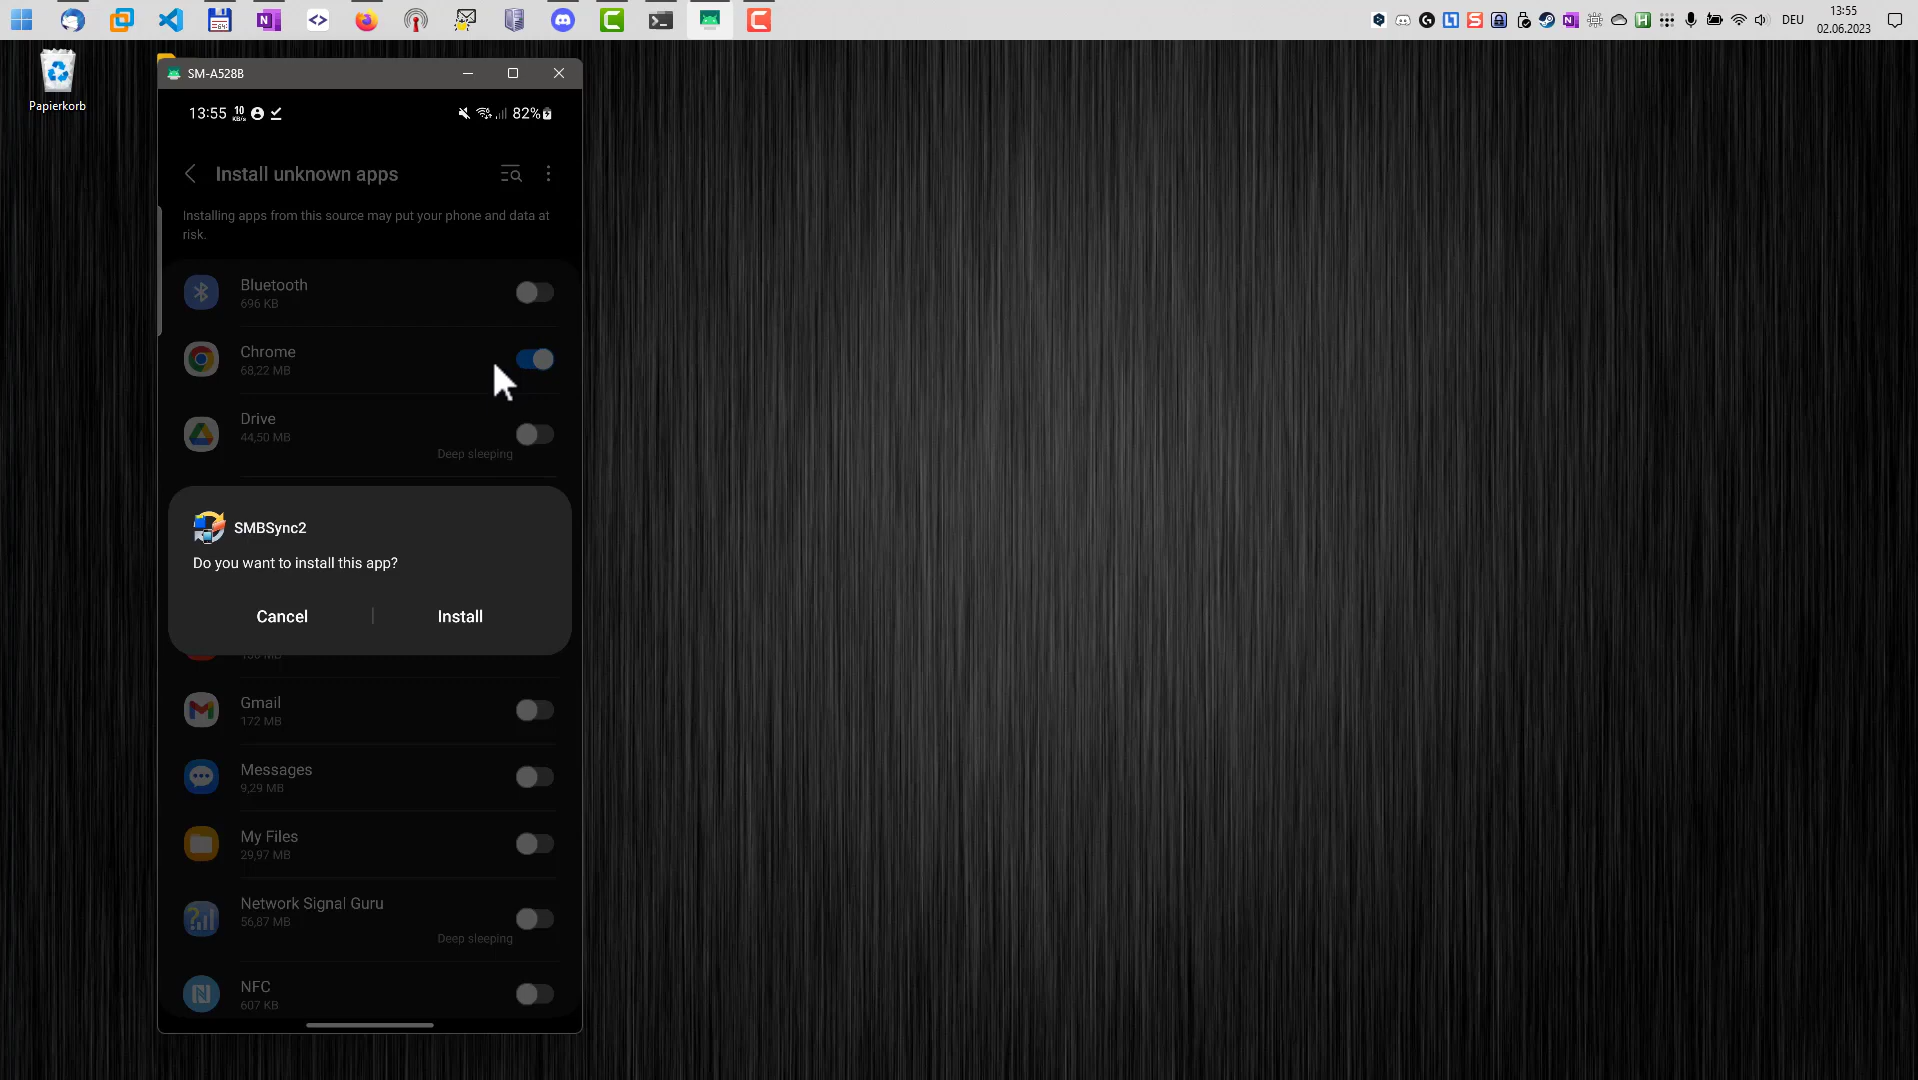 DEU
13:55
02.06.2023
Papierkorb
SM-A528B
13:55
10
KB/s
82%
Install unknown apps
Installing apps from this source may put your phone and data at
risk.
Bluetooth
696 KB
Chrome
68,22 MB
Drive
44,50 MB
Deep sleeping
SMBSync2
Do you want to install this app?
Cancel
Install
Gmail
172 MB
Messages
9,29 MB
My Files
29,97 MB
Network Signal Guru
56,87 MB
Deep sleeping
NFC
607 KB